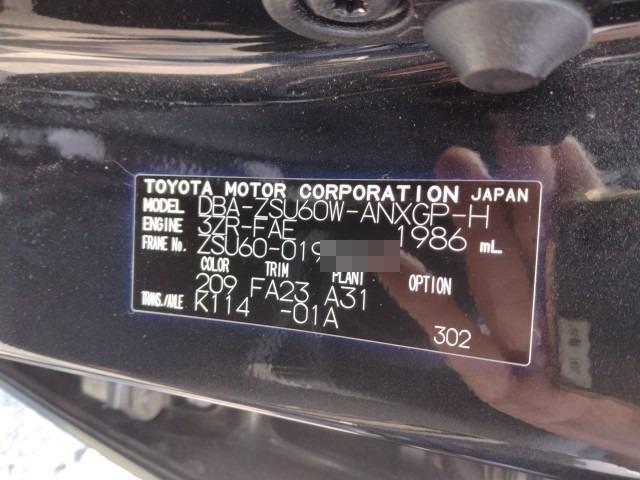 TOYOTA MOTOR CORPORATION JAPAN
MODEL DBA-ZSU60W-ANXGP-H
ENGINE 3ZR-FAE 1986 mL
FRAME No. ZSU60-019
COLOR TRIM PLANT OPTION
209 FA23 A31
TRANS./AXLE K114 -01A 302